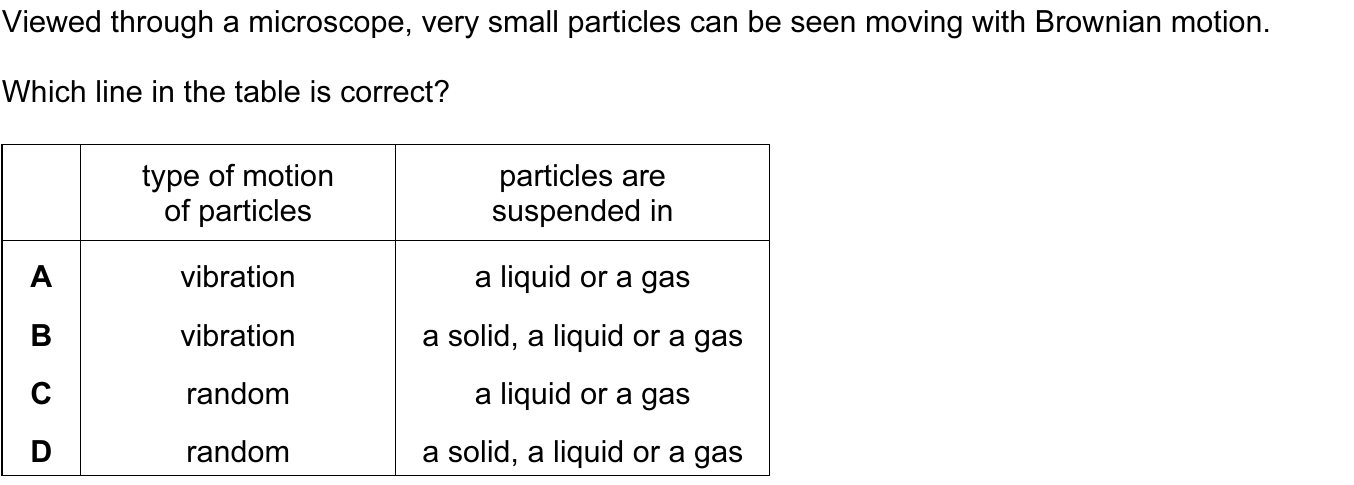 Viewed through a microscope, very small particles can be seen moving with Brownian motion.
Which line in the table is correct?
type of motion of particles | particles are suspended in
A vibration a liquid or a gas
B vibration a solid, a liquid or a gas
C random a liquid or a gas
D random a solid, a liquid or a gas